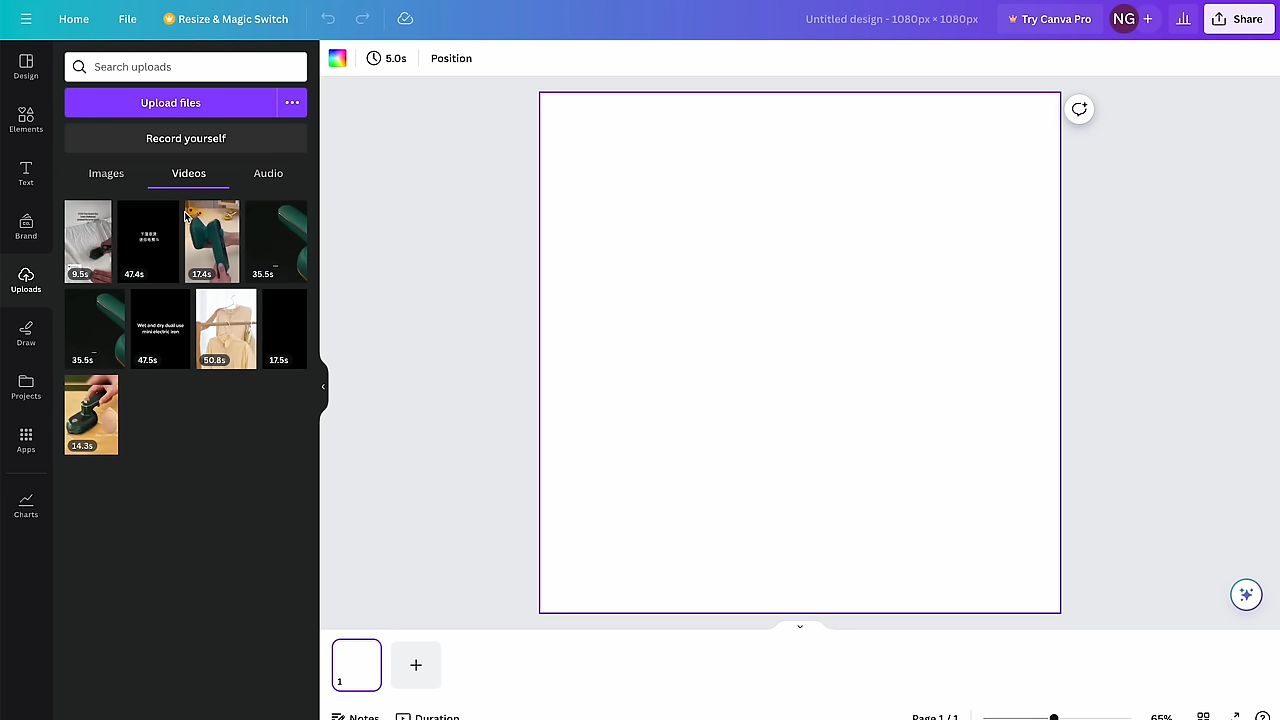 Home
File
Resize & Magic Switch
Untitled design - 1080px × 1080px
Try Canva Pro
NG
Share
Design
Elements
Text
Brand
Uploads
Draw
Projects
Apps
Charts
Search uploads
Upload files
Record yourself
Images
Videos
Audio
9.5s
47.4s
17.4s
35.5s
35.5s
Wet and dry dual use
mini electric iron
47.5s
50.8s
17.5s
14.3s
5.0s
Position
1
Notes
Duration
Page 1 / 1
65%